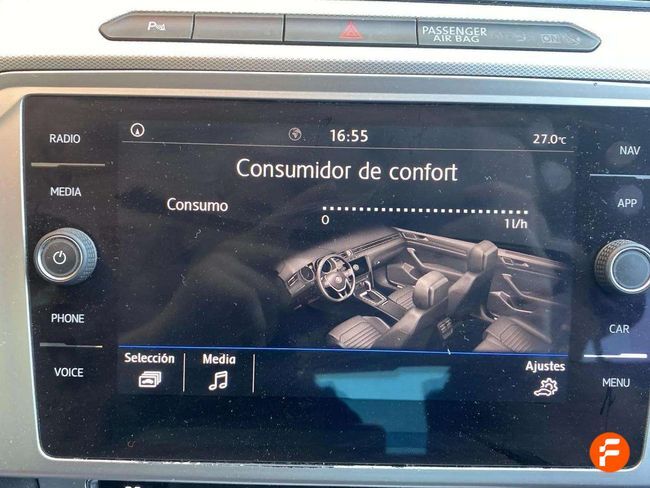 PASSENGER
AIR BAG
ON
RADIO
MEDIA
PHONE
VOICE
16:55
27.0°C
Consumidor de confort
Consumo
0
1 l/h
Selección
Media
Ajustes
NAV
APP
CAR
MENU